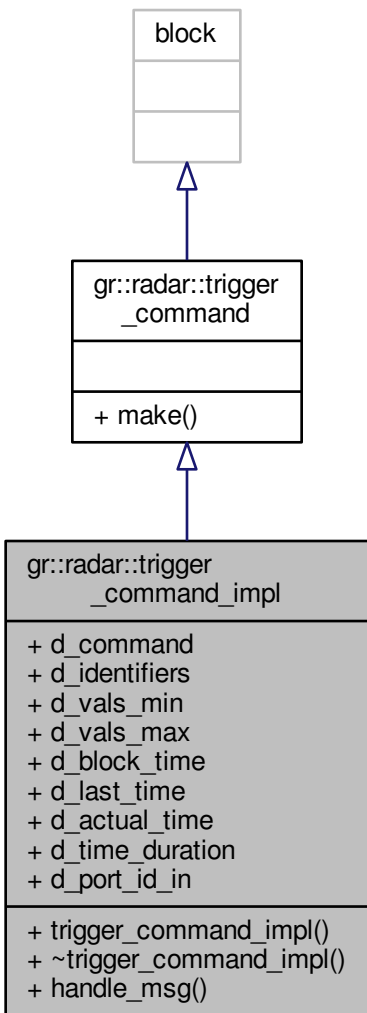 block
gr::radar::trigger
_command
+ make()
gr::radar::trigger
_command_impl
+ d_command
+ d_identifiers
+ d_vals_min
+ d_vals_max
+ d_block_time
+ d_last_time
+ d_actual_time
+ d_time_duration
+ d_port_id_in
+ trigger_command_impl()
+ ~trigger_command_impl()
+ handle_msg()